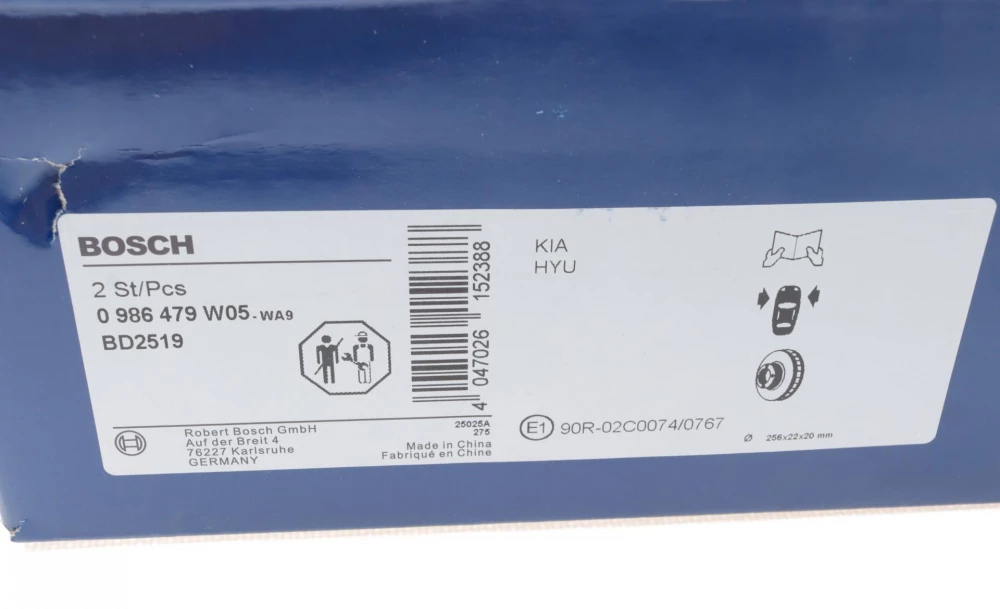 BOSCH
2 St/Pcs
0 986 479 W05-WA9
BD2519
Robert Bosch GmbH
Auf der Breit 4
76227 Karlsruhe
GERMANY
4 047026 152388
25025A
275
Made in China
Fabriqué en Chine
KIA
HYU
E1 90R-02C0074/0767
Ø 256x22x20 mm